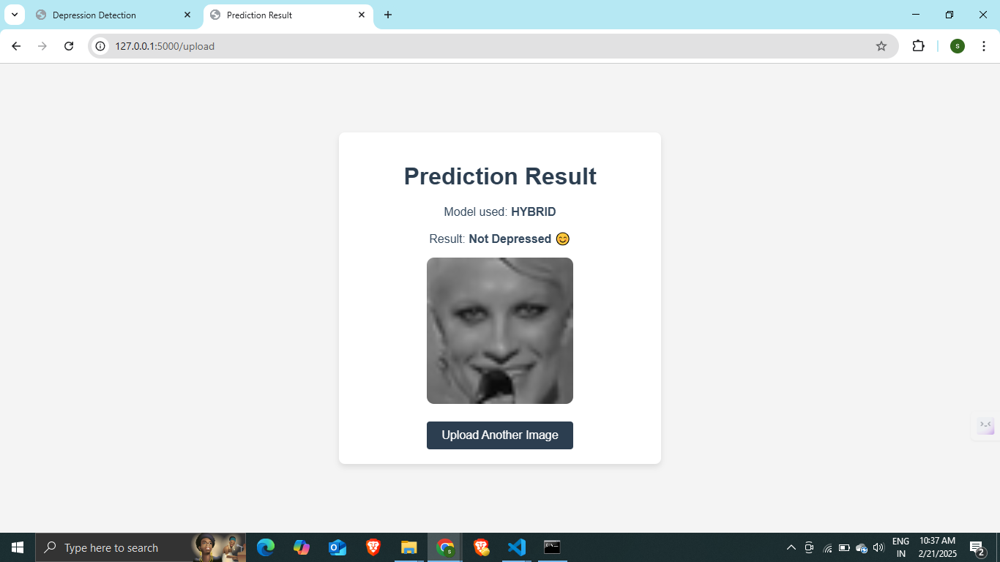 Depression Detection
Prediction Result
127.0.0.1:5000/upload
s
Prediction Result
Model used: HYBRID
Result: Not Depressed 😊
Upload Another Image
Type here to search
ENG
IN
10:37 AM
2/21/2025
2